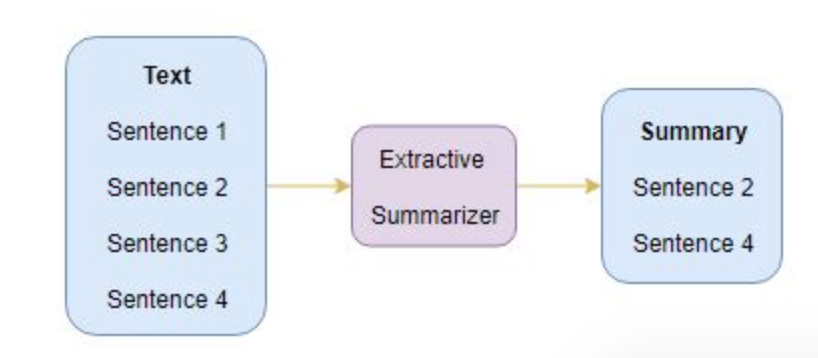 Text
Sentence 1
Sentence 2
Sentence 3
Sentence 4
Extractive
Summarizer
Summary
Sentence 2
Sentence 4